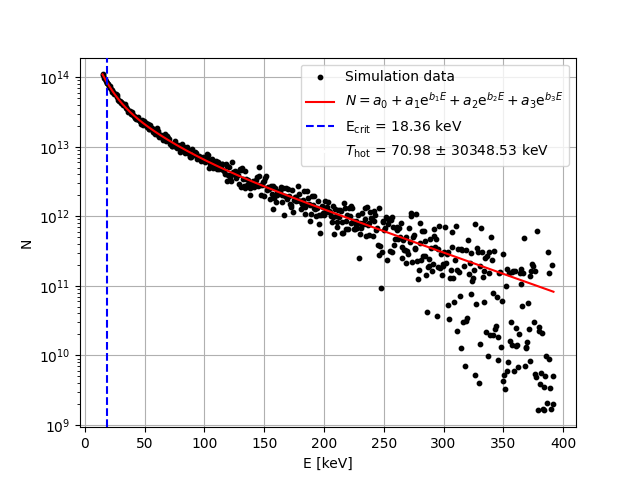 10¹⁴
10¹³
10¹²
10¹¹
10¹⁰
10⁹
N
0
50
100
150
200
250
300
350
400
E [keV]
Simulation data
N = a₀ + a₁e^{b₁E} + a₂e^{b₂E} + a₃e^{b₃E}
E_crit = 18.36 keV
T_hot = 70.98 ± 30348.53 keV